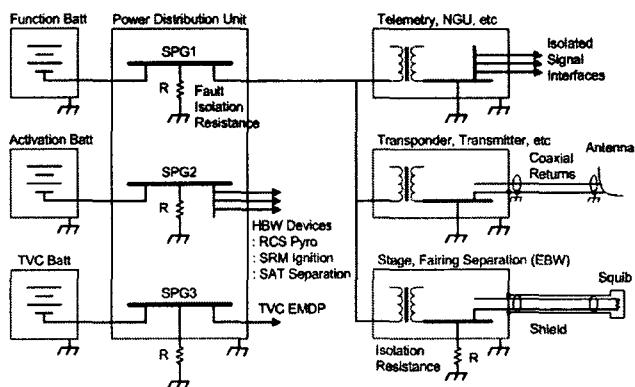 Function Batt
Power Distribution Unit
Telemetry, NGU, etc
SPG1
R
Fault
Isolation
Resistance
Isolated
Signal
Interfaces
Activation Batt
SPG2
R
HBW Devices
: RCS Pyro
: SRM Ignition
: SAT Separation
Transponder, Transmitter, etc
Coaxial
Returns
Antenna
TVC Batt
SPG3
R
TVC EMDP
Stage, Fairing Separation (EBW)
Squib
Shield
Isolation
Resistance
R